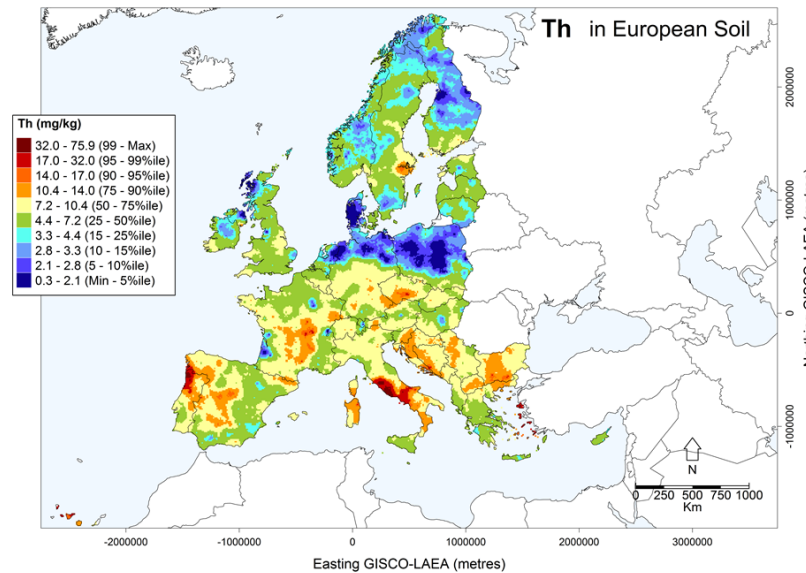 Th in European Soil
Th (mg/kg)
32.0 - 75.9 (99 - Max)
17.0 - 32.0 (95 - 99%ile)
14.0 - 17.0 (90 - 95%ile)
10.4 - 14.0 (75 - 90%ile)
7.2 - 10.4 (50 - 75%ile)
4.4 - 7.2 (25 - 50%ile)
3.3 - 4.4 (15 - 25%ile)
2.8 - 3.3 (10 - 15%ile)
2.1 - 2.8 (5 - 10%ile)
0.3 - 2.1 (Min - 5%ile)
2000000
1000000
0
-1000000
N
0 250 500 750 1000
Km
-2000000 -1000000 0 1000000 2000000 3000000
Easting GISCO-LAEA (metres)